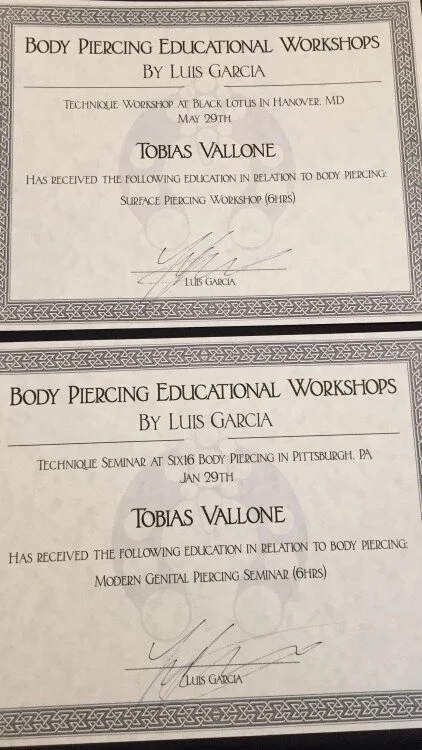 BODY PIERCING EDUCATIONAL WORKSHOPS
BY LUIS GARCIA
TECHNIQUE WORKSHOP AT BLACK LOTUS IN HANOVER, MD
MAY 29TH
TOBIAS VALLONE
HAS RECEIVED THE FOLLOWING EDUCATION IN RELATION TO BODY PIERCING:
SURFACE PIERCING WORKSHOP (6HRS)
LUIS GARCIA
BODY PIERCING EDUCATIONAL WORKSHOPS
BY LUIS GARCIA
TECHNIQUE SEMINAR AT SIX16 BODY PIERCING IN PITTSBURGH, PA
JAN 29TH
TOBIAS VALLONE
HAS RECEIVED THE FOLLOWING EDUCATION IN RELATION TO BODY PIERCING:
MODERN GENITAL PIERCING SEMINAR (6HRS)
LUIS GARCIA